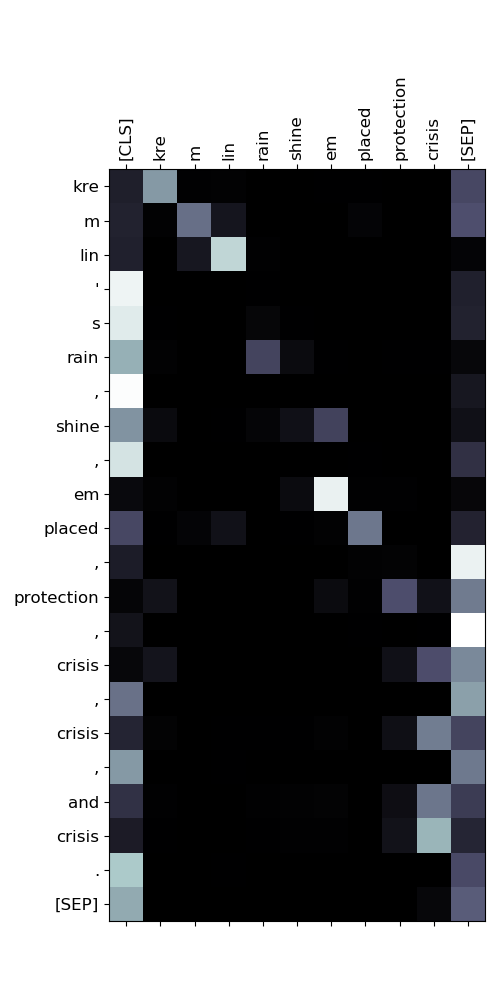 [CLS]
kre
m
lin
rain
shine
em
placed
protection
crisis
[SEP]
kre
m
lin
'
s
rain
,
shine
,
em
placed
,
protection
,
crisis
,
crisis
,
and
crisis
.
[SEP]